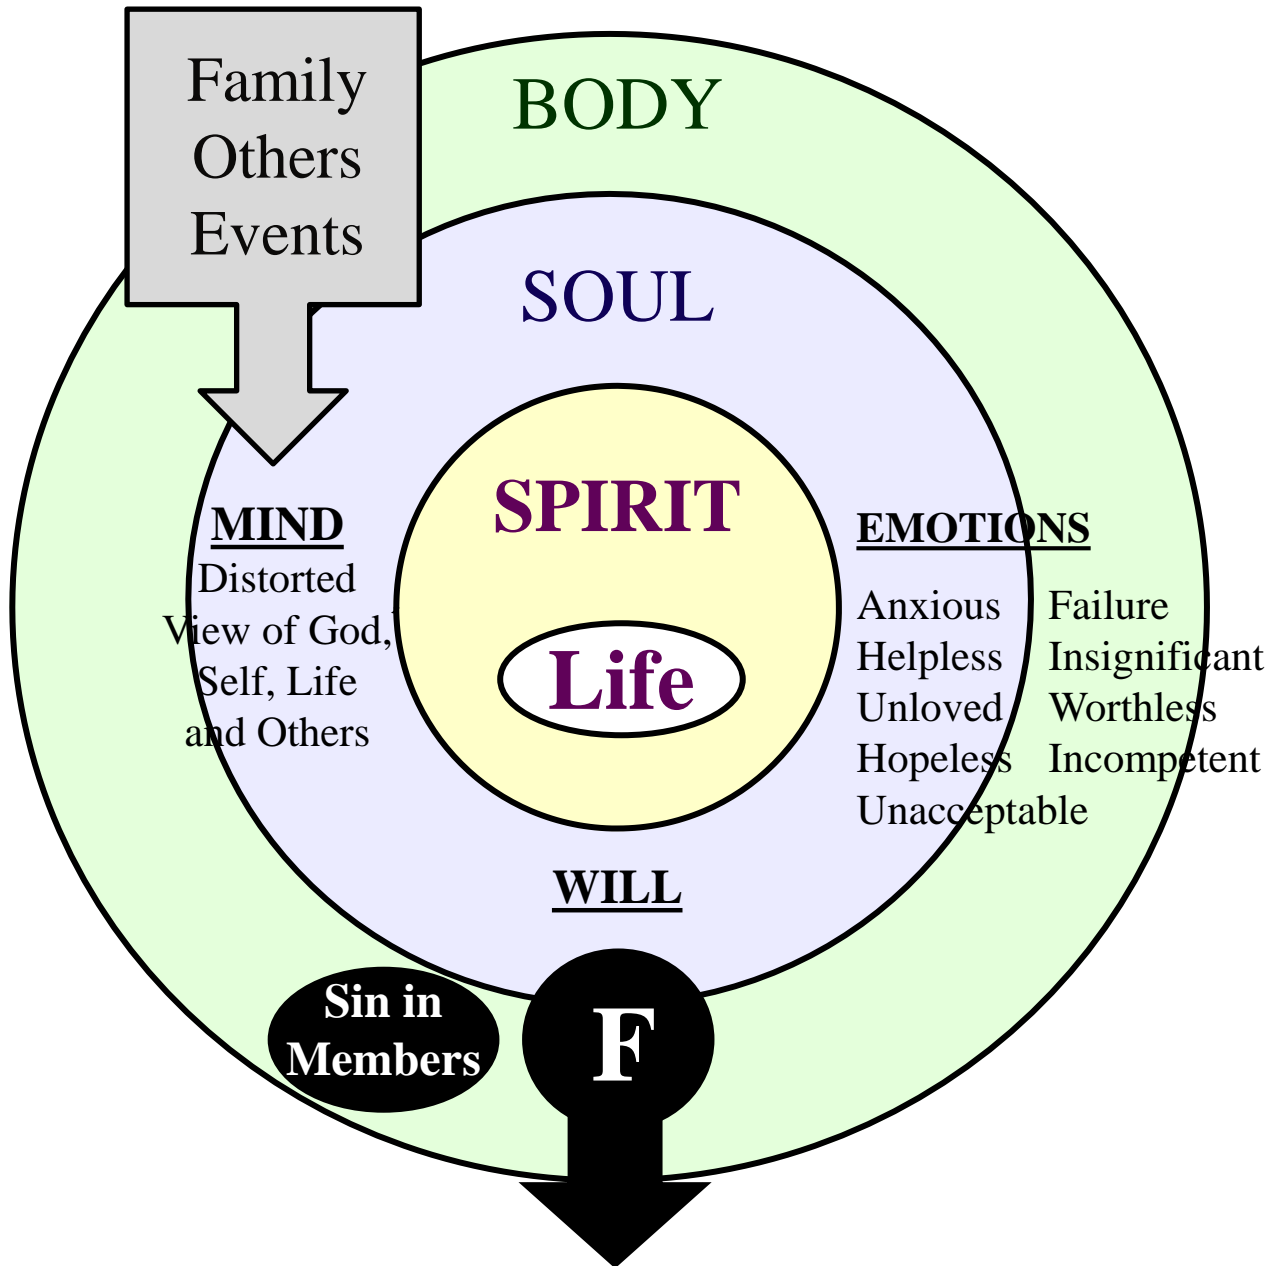 Family
Others
Events
BODY
SOUL
SPIRIT
Life
MIND
Distorted
View of God,
Self, Life
and Others
EMOTIONS
Anxious Failure
Helpless Insignificant
Unloved Worthless
Hopeless Incompetent
Unacceptable
WILL
Sin in
Members
F